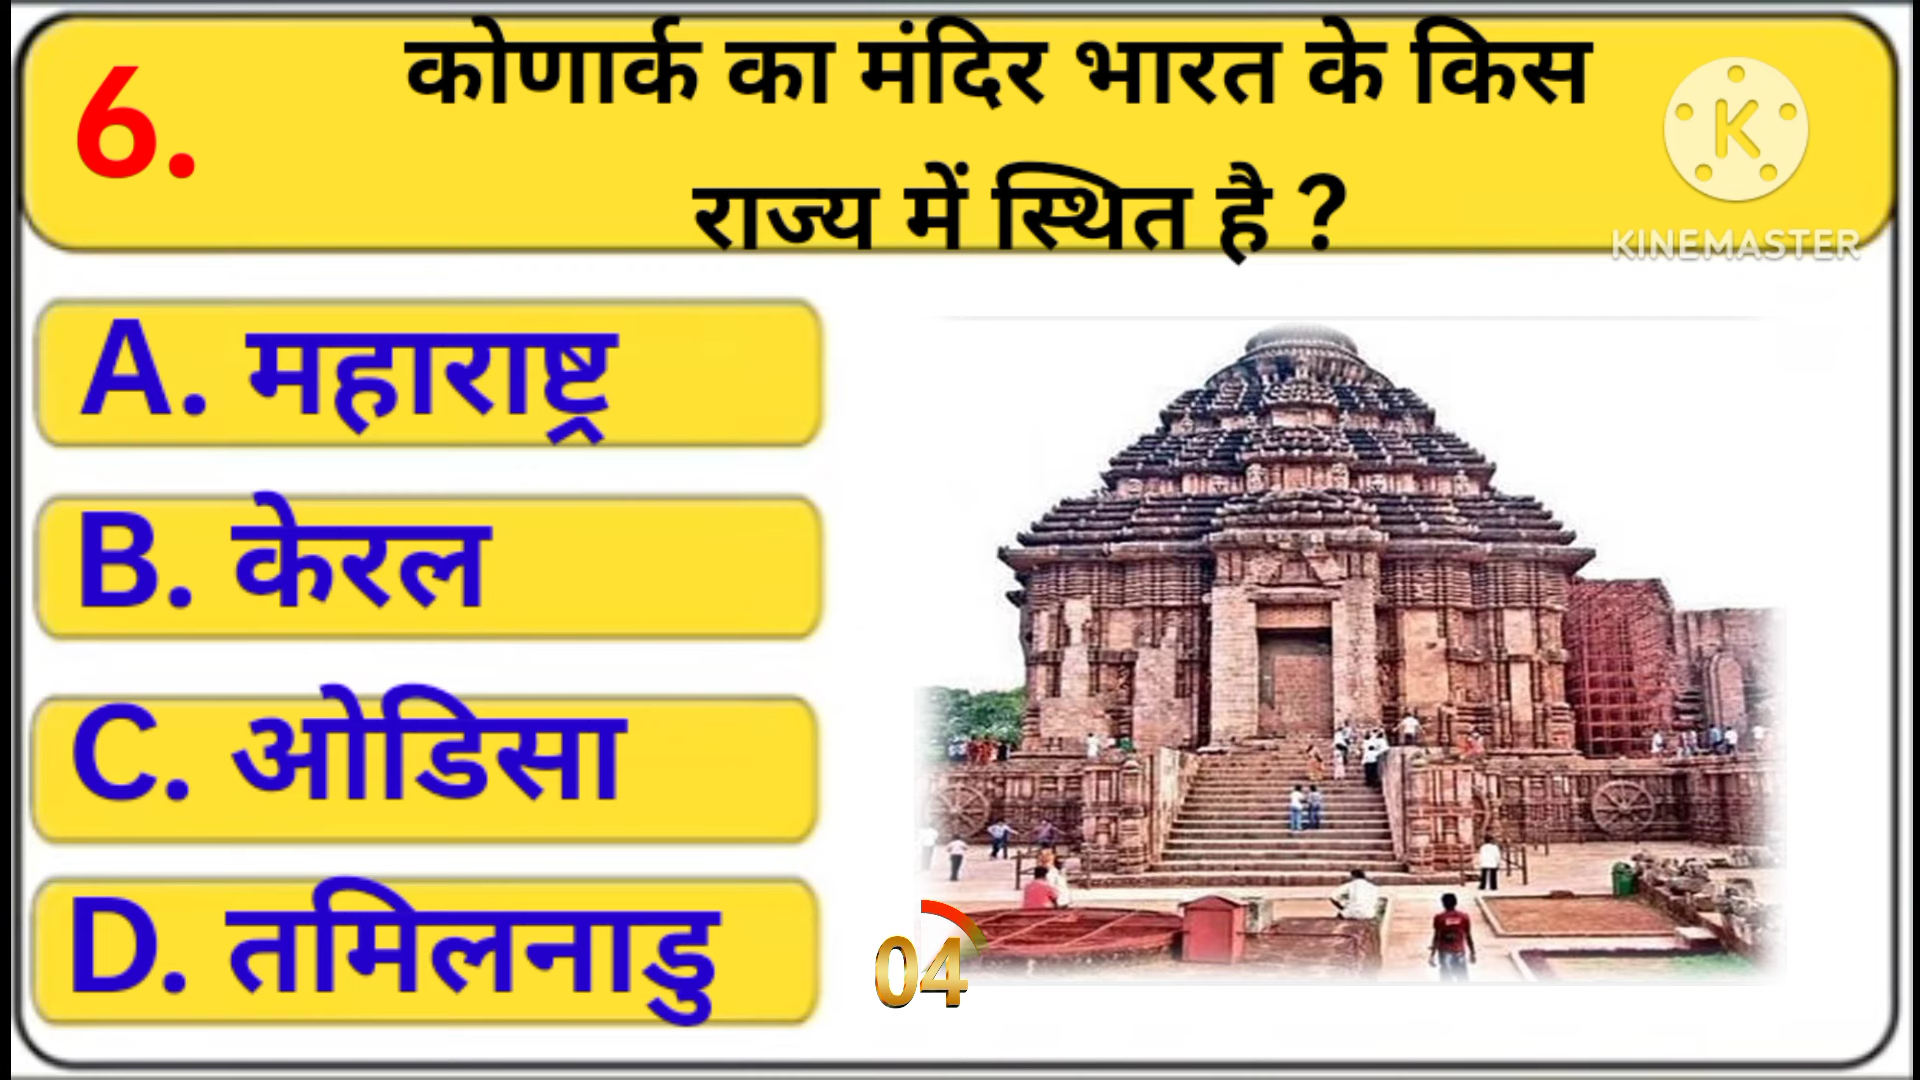 6.
कोणार्क का मंदिर भारत के किस
राज्य में स्थित है ?
K
KINEMASTER
A. महाराष्ट्र
B. केरल
C. ओडिसा
D. तमिलनाडु
04